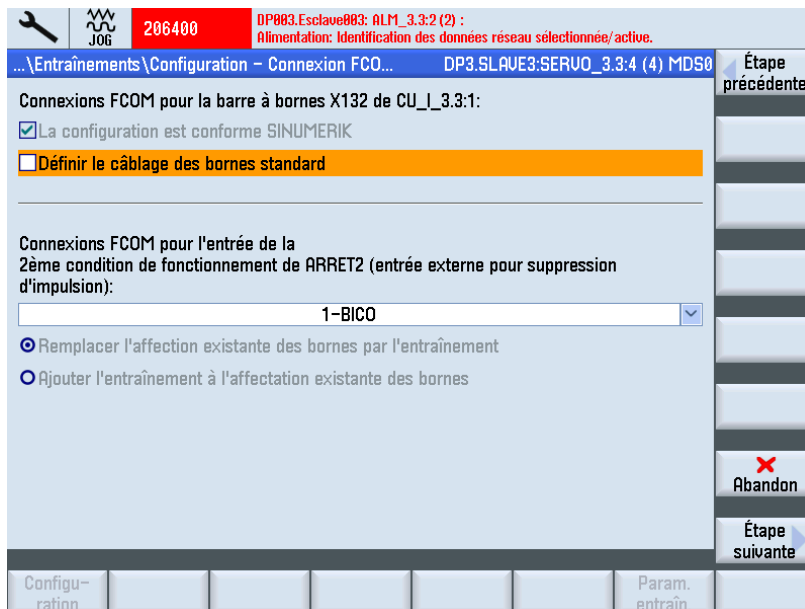 JOG
206400
DP003.Esclave003: ALM_3.3:2 (2) :
Alimentation: Identification des données réseau sélectionnée/active.
...\Entraînements\Configuration - Connexion FCO... DP3.SLAVE3:SERVO_3.3:4 (4) MDS0
Étape
précédente
Connexions FCOM pour la barre à bornes X132 de CU_I_3.3:1:
La configuration est conforme SINUMERIK
Définir le câblage des bornes standard
Connexions FCOM pour l'entrée de la
2ème condition de fonctionnement de ARRET2 (entrée externe pour suppression
d'impulsion):
1-BICO
Remplacer l'affection existante des bornes par l'entraînement
Ajouter l'entraînement à l'affectation existante des bornes
Abandon
Étape
suivante
Configu-
ration
Param.
entraîn.